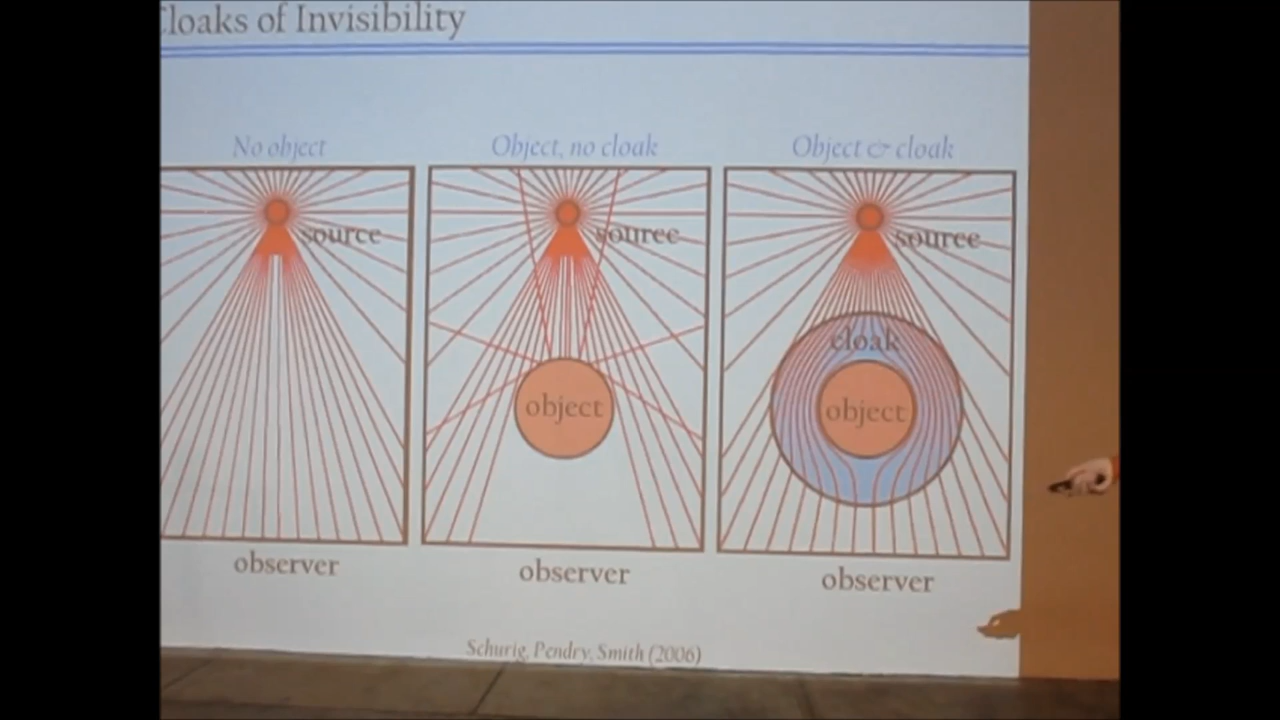 Cloaks of Invisibility
No object
Object, no cloak
Object & cloak
source
source
source
cloak
object
object
observer
observer
observer
Schurig, Pendry, Smith (2006)